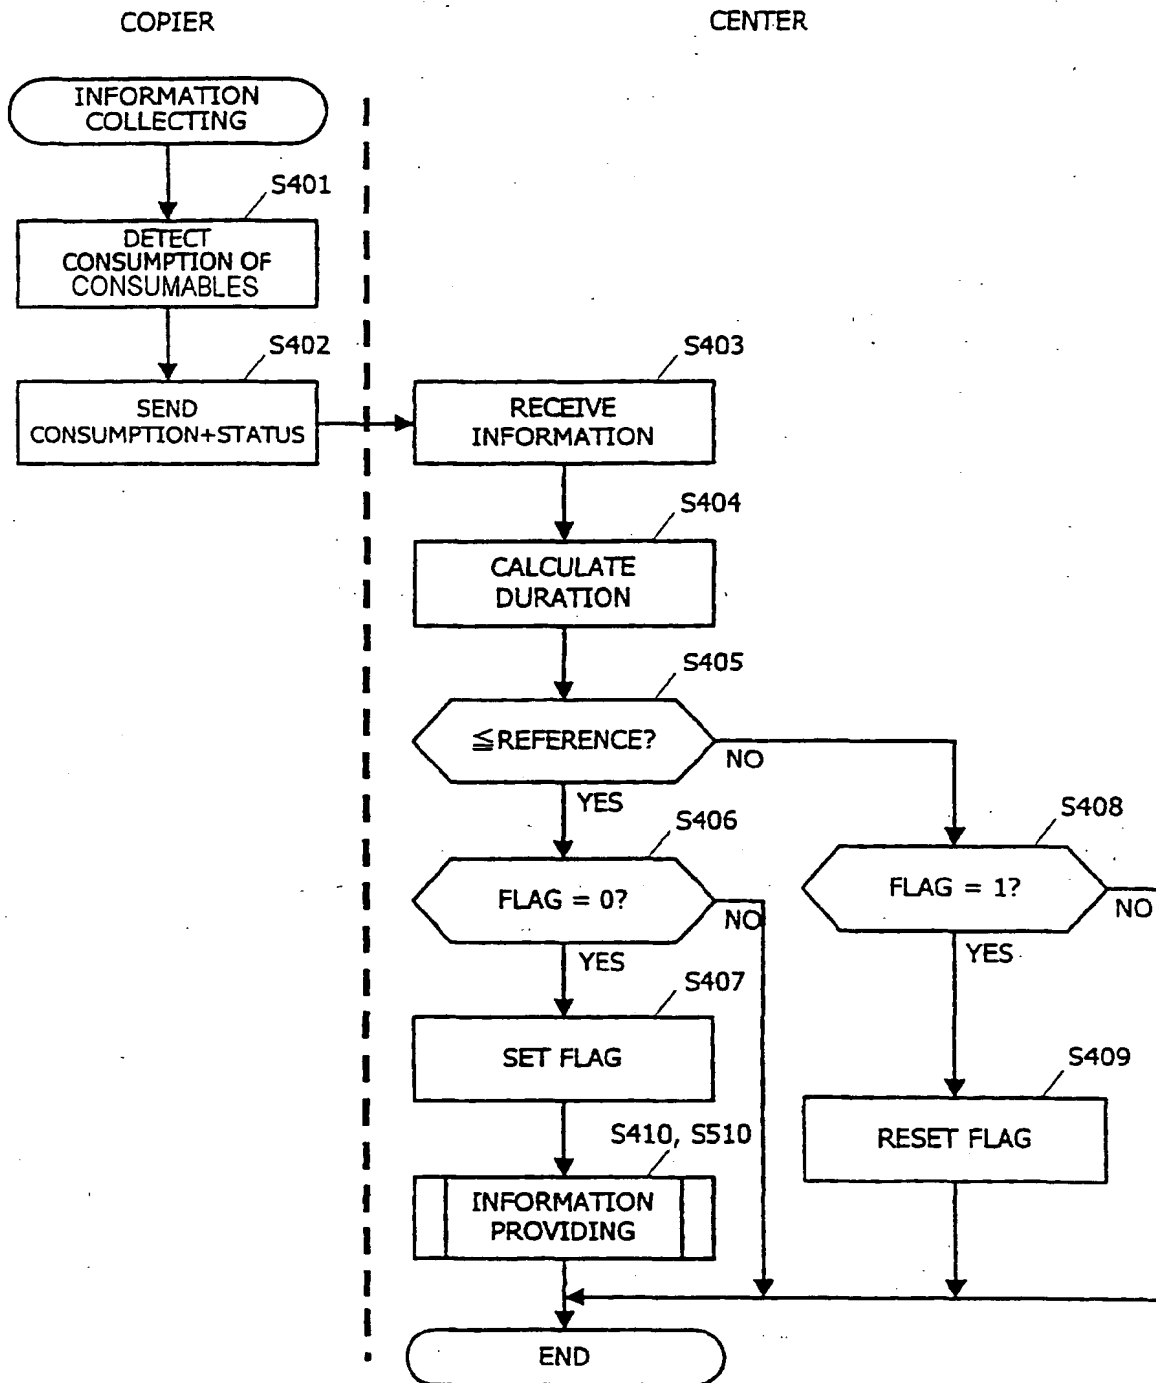 COPIER
CENTER
INFORMATION
COLLECTING
S401
DETECT
CONSUMPTION OF
CONSUMABLES
S402
SEND
CONSUMPTION+STATUS
S403
RECEIVE
INFORMATION
S404
CALCULATE
DURATION
S405
≦REFERENCE?
NO
YES
S406
FLAG = 0?
NO
YES
S408
FLAG = 1?
NO
YES
S407
SET FLAG
S409
RESET FLAG
S410, S510
INFORMATION
PROVIDING
END